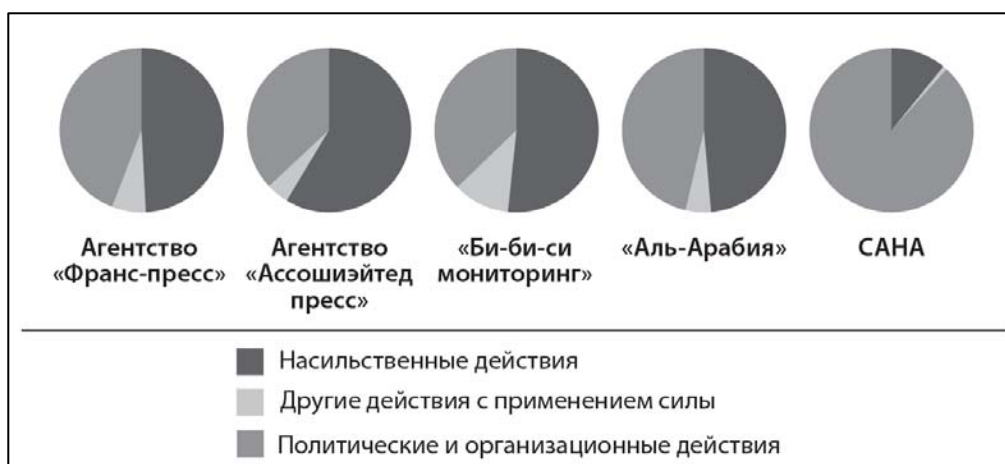 Агентство
«Франс-пресс»
Агентство
«Ассошиэйтед
пресс»
«Би-би-си
мониторинг»
«Аль-Арабия»
САНА
Насильственные действия
Другие действия с применением силы
Политические и организационные действия